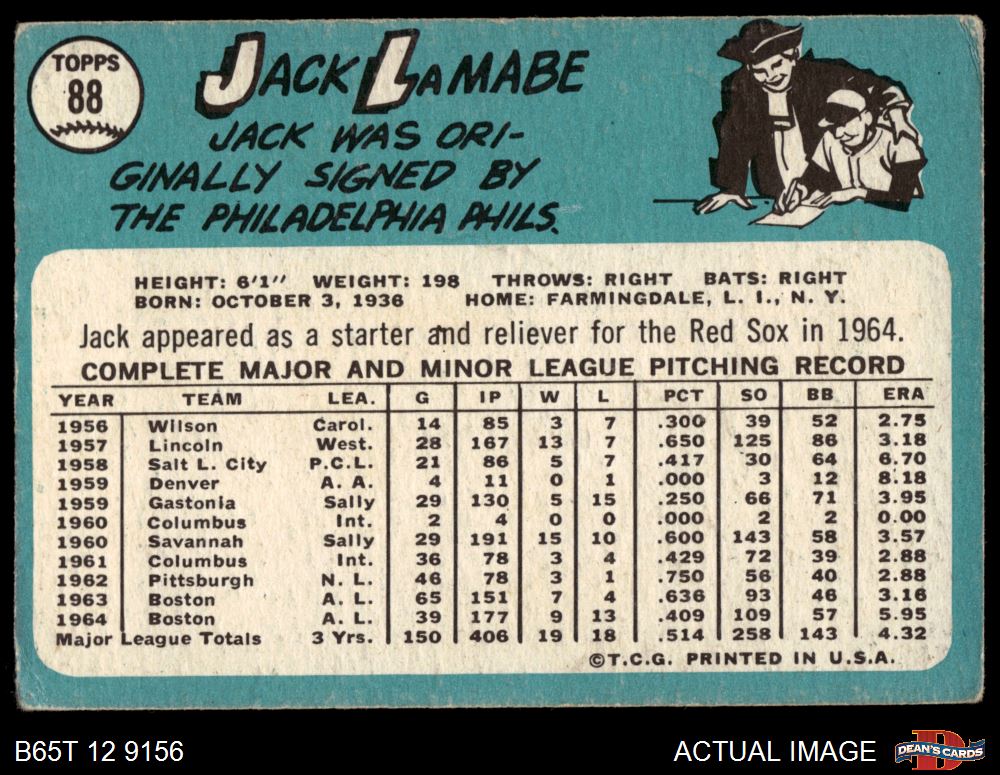 TOPPS
88
JACK LAMABE
JACK WAS ORI-
GINALLY SIGNED BY
THE PHILADELPHIA PHILS.
HEIGHT: 6'1" WEIGHT: 198 THROWS: RIGHT BATS: RIGHT
BORN: OCTOBER 3, 1936 HOME: FARMINGDALE, L. I., N. Y.
Jack appeared as a starter and reliever for the Red Sox in 1964.
COMPLETE MAJOR AND MINOR LEAGUE PITCHING RECORD
YEAR TEAM LEA. G IP W L PCT SO BB ERA
1956 Wilson Carol. 14 85 3 7 .300 39 52 2.75
1957 Lincoln West. 28 167 13 7 .650 125 86 3.18
1958 Salt L. City P.C.L. 21 86 5 7 .417 30 64 6.70
1959 Denver A. A. 4 11 0 1 .000 3 12 8.18
1959 Gastonia Sally 29 130 5 15 .250 66 71 3.95
1960 Columbus Int. 2 4 0 0 .000 2 2 0.00
1960 Savannah Sally 29 191 15 10 .600 143 58 3.57
1961 Columbus Int. 36 78 3 4 .429 72 39 2.88
1962 Pittsburgh N. L. 46 78 3 1 .750 56 40 2.88
1963 Boston A. L. 65 151 7 4 .636 93 46 3.16
1964 Boston A. L. 39 177 9 13 .409 109 57 5.95
Major League Totals 3 Yrs. 150 406 19 18 .514 258 143 4.32
©T.C.G. PRINTED IN U.S.A.
B65T 12 9156 ACTUAL IMAGE DEAN'S CARDS